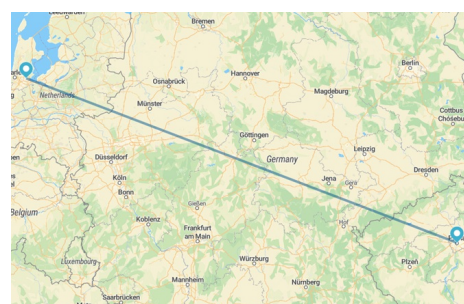 Leeuwarden
Bremen
Berlin
Osnabrück
Hannover
Netherlands
Magdeburg
Münster
Cottbus
Göttingen
Leipzig
Düsseldorf
Germany
Dresden
Köln
Jena
Gera
Bonn
Gießen
Belgium
Koblenz
Frankfurt
am Main
Hof
Würzburg
Plzeň
Luxembourg
Mannheim
Nürnberg
Saarbrücken